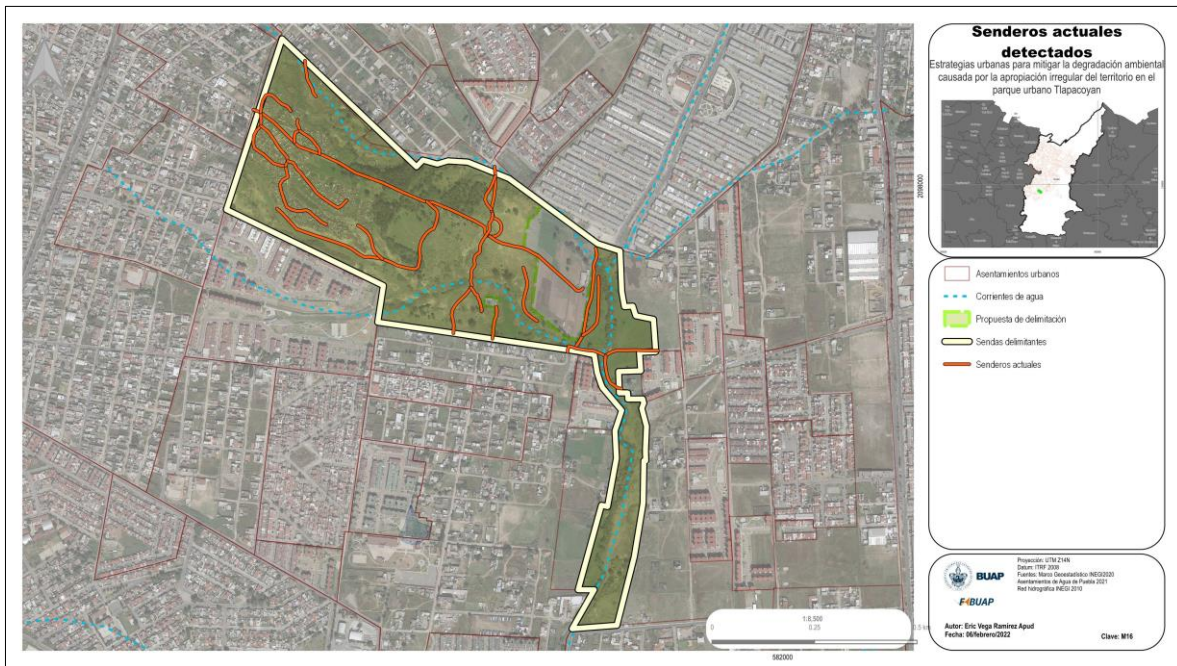 Senderos actuales
detectados
Estrategias urbanas para mitigar la degradación ambiental
causada por la apropiación irregular del territorio en el
parque urbano Tlapacoyan
Asentamientos urbanos
Corrientes de agua
Propuesta de delimitación
Sendas delimitantes
Senderos actuales
2098000
1:8,500
0 0.25 0.5 km
582000
BUAP
Proyección: UTM Z14N
Datum: ITRF 2008
Fuentes: Marco Geoestadístico INEGI2020
Asentamientos de Agua de Puebla 2021
Red hidrográfica INEGI 2010
Autor: Eric Vega Ramírez Apud
Fecha: 06/febrero/2022
Clave: M16